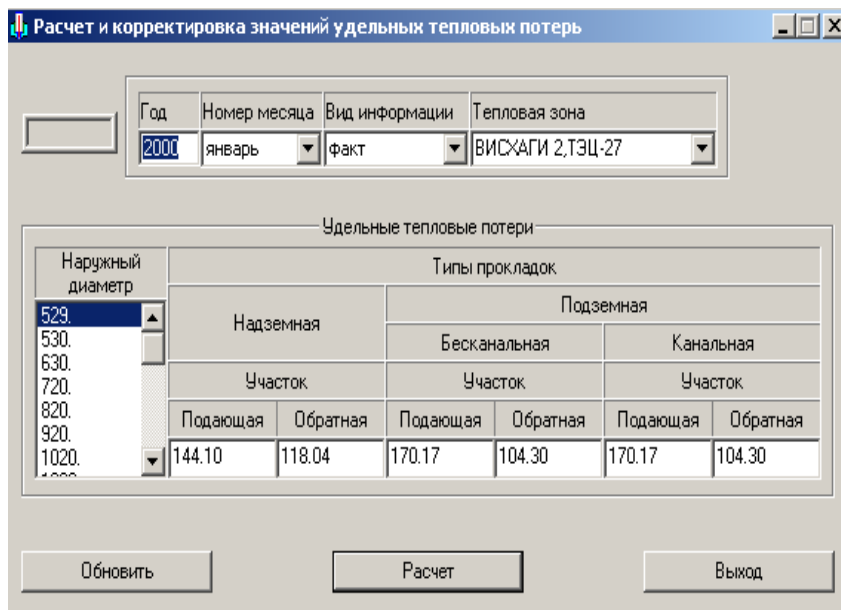 Расчет и корректировка значений удельных тепловых потерь
Год Номер месяца Вид информации Тепловая зона
2000 январь факт ВИСХАГИ 2,ТЭЦ-27
Удельные тепловые потери
Наружный диаметр
Типы прокладок
Надземная
Подземная
Бесканальная Канальная
Участок Участок Участок
Подающая Обратная Подающая Обратная Подающая Обратная
529.
530.
630.
720.
820.
920.
1020.
144.10 118.04 170.17 104.30 170.17 104.30
Обновить Расчет Выход